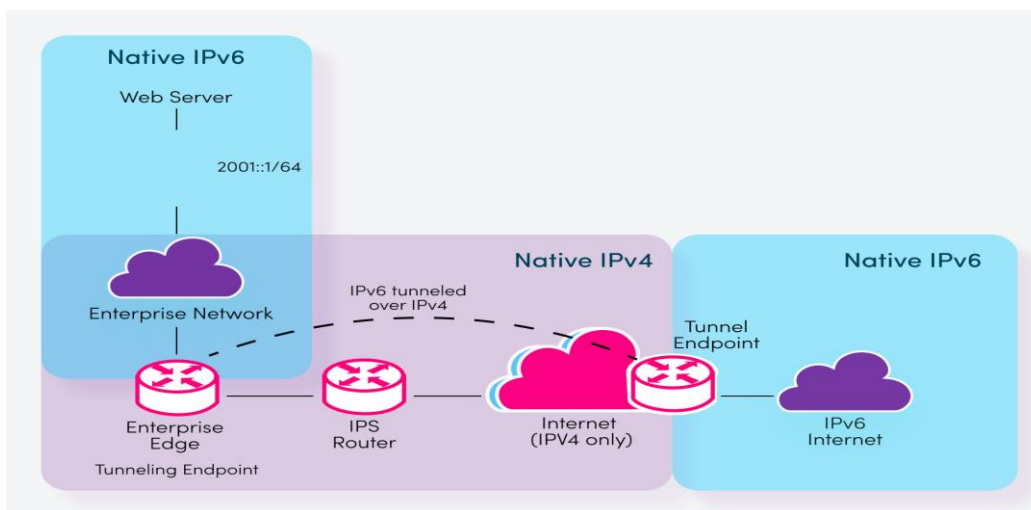 Native IPv6
Web Server
2001::1/64
Enterprise Network
Native IPv4
Native IPv6
IPv6 tunneled
over IPv4
Tunnel
Endpoint
Enterprise
Edge
Tunneling Endpoint
IPS
Router
Internet
(IPV4 only)
IPv6
Internet